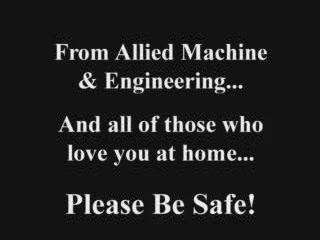 From Allied Machine
& Engineering...
And all of those who
love you at home...
Please Be Safe!